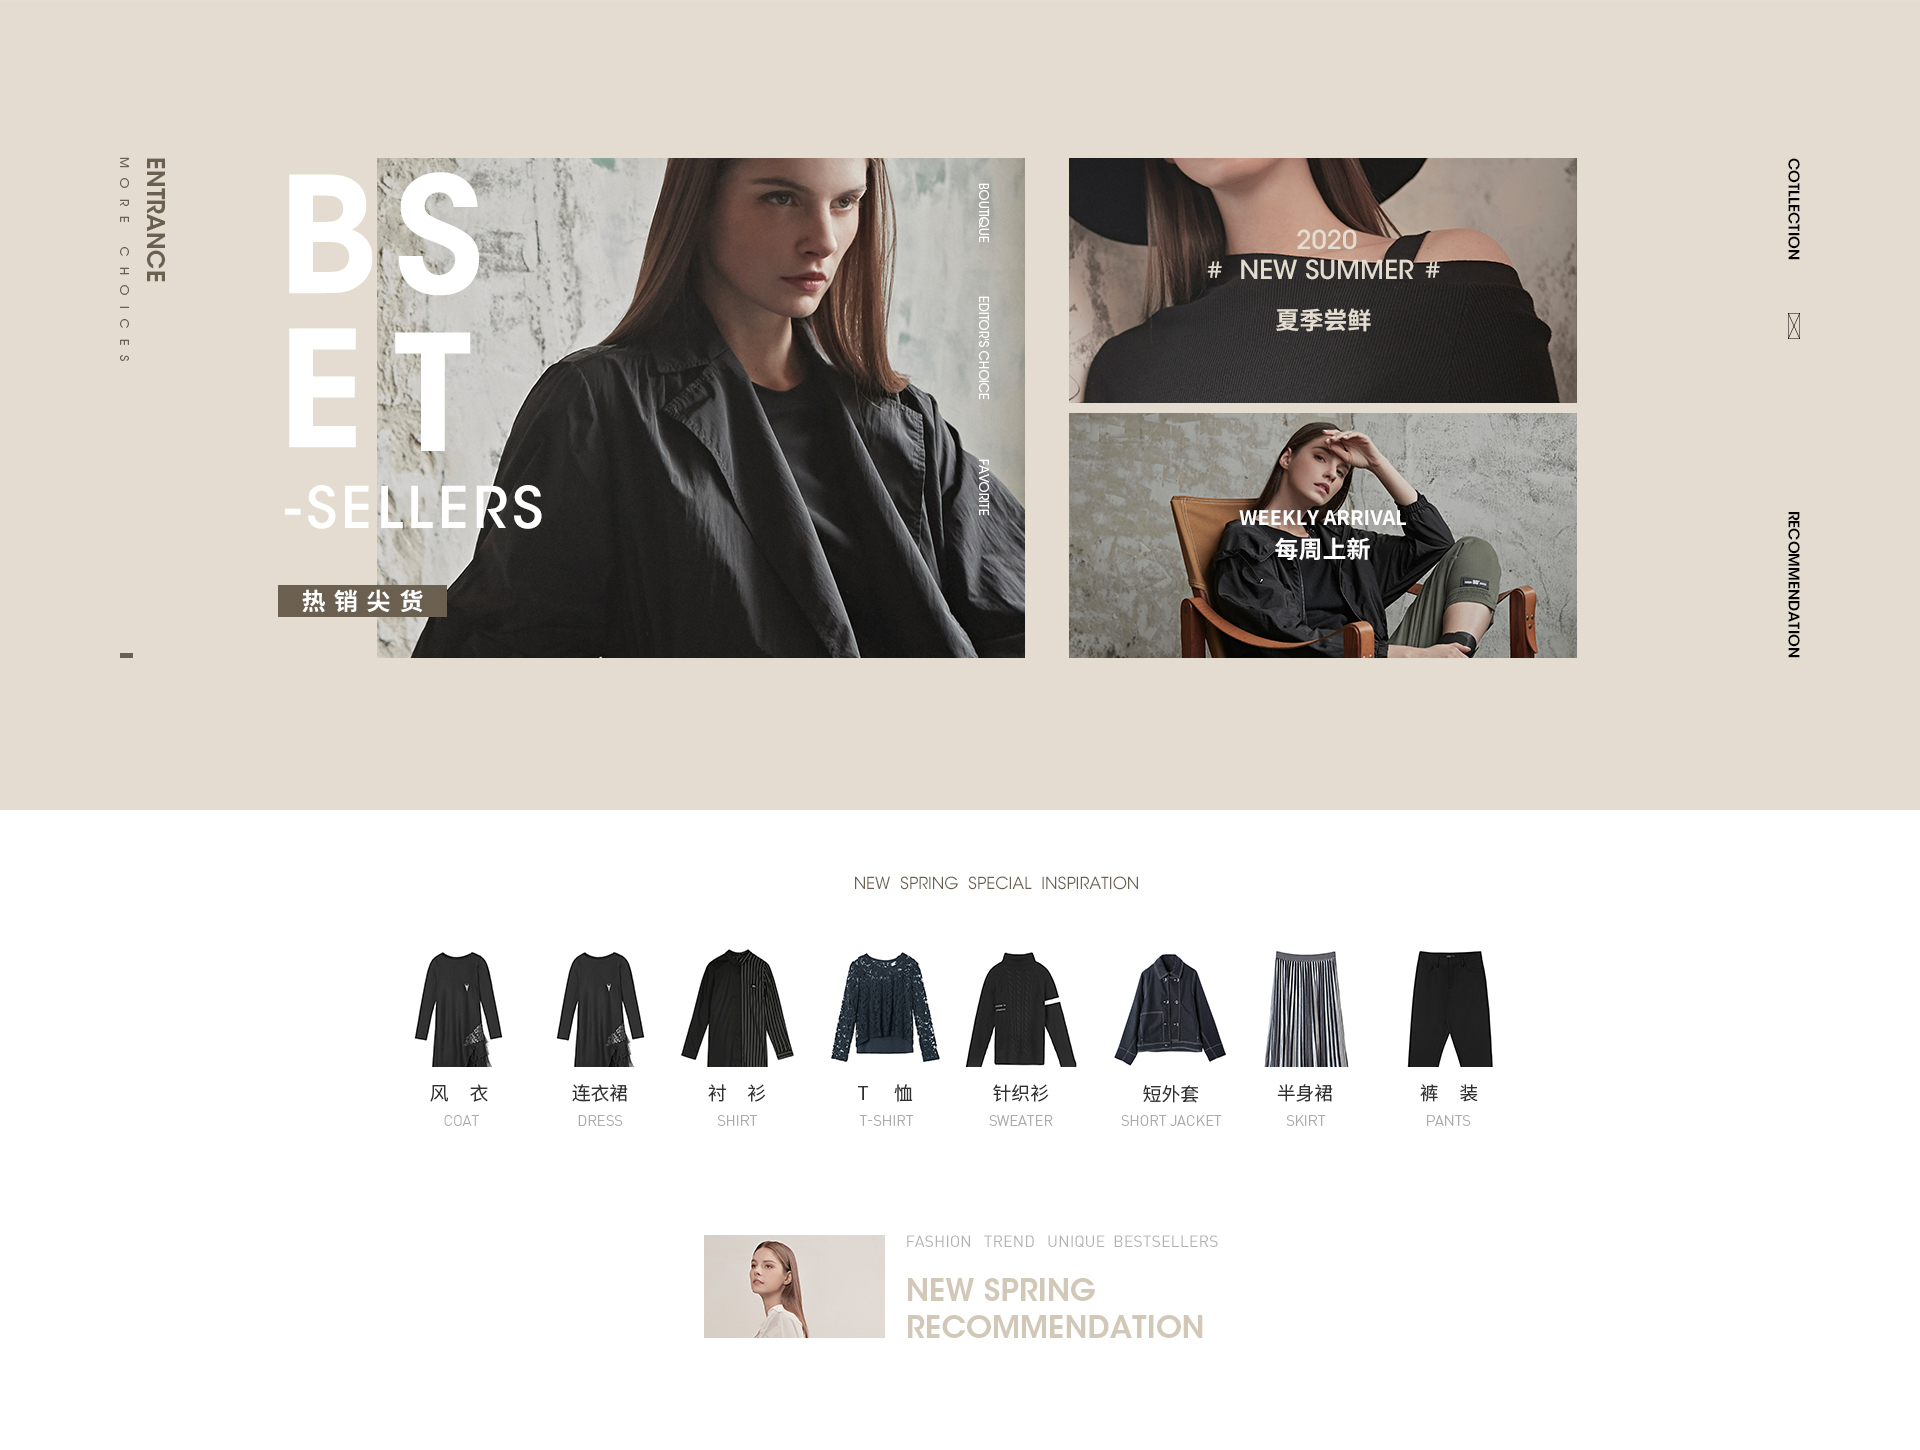 ENTRANCE
MORE CHOICES
BS
ET
-SELLERS
热销尖货
BOUTIQUE
EDITOR'S CHOICE
FAVORITE
2020
# NEW SUMMER #
夏季尝鲜
WEEKLY ARRIVAL
每周上新
COTLLECTION
RECOMMENDATION
NEW SPRING SPECIAL INSPIRATION
风 衣
COAT
连衣裙
DRESS
衬 衫
SHIRT
T 恤
T-SHIRT
针织衫
SWEATER
短外套
SHORT JACKET
半身裙
SKIRT
裤 装
PANTS
FASHION TREND UNIQUE BESTSELLERS
NEW SPRING
RECOMMENDATION